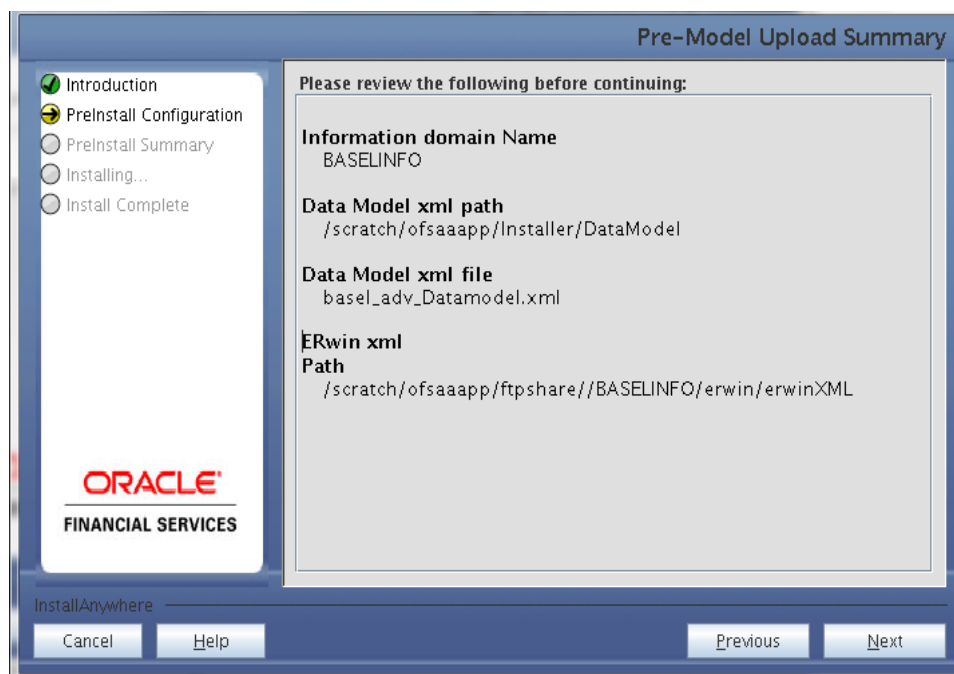 Pre-Model Upload Summary
Introduction
PreInstall Configuration
PreInstall Summary
Installing...
Install Complete
ORACLE
FINANCIAL SERVICES
Please review the following before continuing:
Information domain Name
BASELINFO
Data Model xml path
/scratch/ofsaaapp/Installer/DataModel
Data Model xml file
basel_adv_Datamodel.xml
ERwin xml
Path
/scratch/ofsaaapp/ftpshare//BASELINFO/erwin/erwinXML
InstallAnywhere
Cancel
Help
Previous
Next